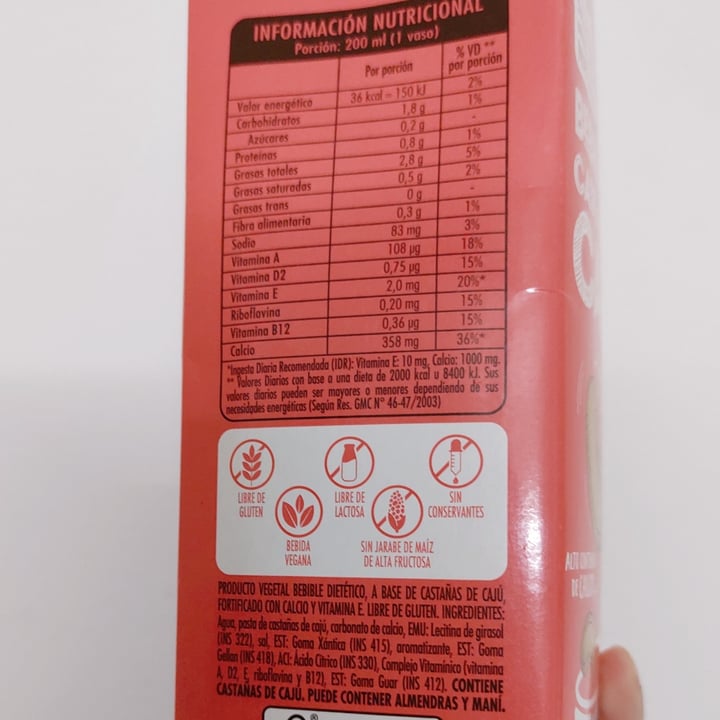 INFORMACIÓN NUTRICIONAL
Porción: 200 ml (1 vaso)
Por porción % VD ** por porción
Valor energético 36 kcal = 150 kJ 2%
Carbohidratos 1,8 g 1%
Azúcares 0,2 g -
Proteínas 0,8 g 1%
Grasas totales 2,8 g 5%
Grasas saturadas 0,5 g 2%
Grasas trans 0 g -
Fibra alimentaria 0,3 g 1%
Sodio 83 mg 3%
Vitamina A 108 µg 18%
Vitamina D2 0,75 µg 15%
Vitamina E 2,0 mg 20%*
Riboflavina 0,20 mg 15%
Vitamina B12 0,36 µg 15%
Calcio 358 mg 36%*
*Ingesta Diaria Recomendada (IDR): Vitamina E: 10 mg, Calcio: 1000 mg.
** Valores Diarios con base a una dieta de 2000 kcal u 8400 kJ. Sus
valores diarios pueden ser mayores o menores dependiendo de sus
necesidades energéticas (Según Res. GMC N° 46-47/2003)
LIBRE DE
GLUTEN
LIBRE DE
LACTOSA
SIN
CONSERVANTES
BEBIDA
VEGANA
SIN JARABE DE MAÍZ
DE ALTA FRUCTOSA
PRODUCTO VEGETAL BEBIBLE DIETÉTICO, A BASE DE CASTAÑAS DE CAJÚ,
FORTIFICADO CON CALCIO Y VITAMINA E. LIBRE DE GLUTEN. INGREDIENTES:
Agua, pasta de castañas de cajú, carbonato de calcio, EMU: Lecitina de girasol
(INS 322), sal, EST: Goma Xántica (INS 415), aromatizante, EST: Goma
Gellan (INS 418), ACI: Ácido Cítrico (INS 330), Complejo Vitamínico (vitamina
A, D2, E, riboflavina y B12), EST: Goma Guar (INS 412). CONTIENE
CASTAÑAS DE CAJÚ. PUEDE CONTENER ALMENDRAS Y MANÍ.
ALTO
DE